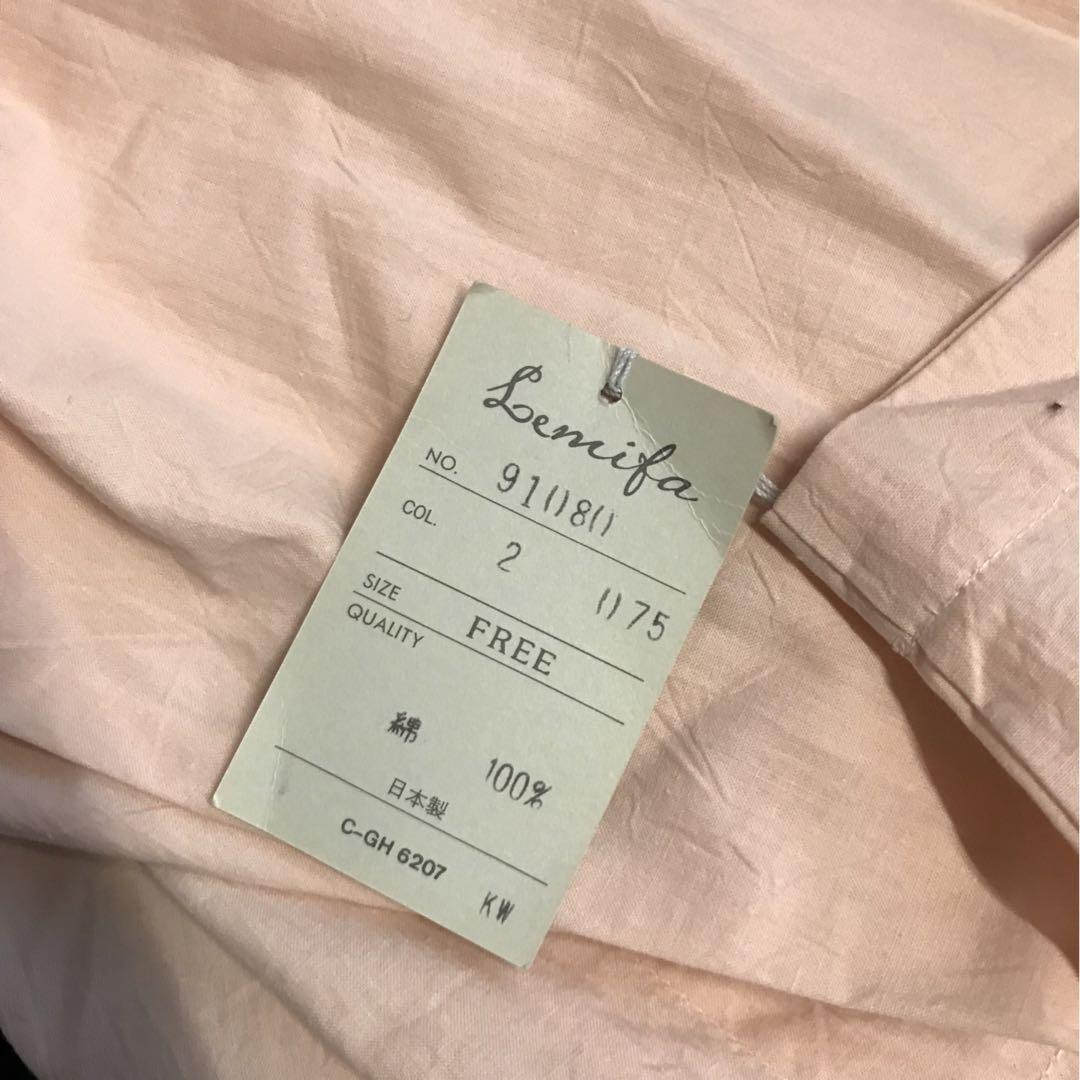 Lemifa
NO. 91080
COL. 2 075
SIZE FREE
QUALITY
綿 100%
日本製
C-GH 6207
KW